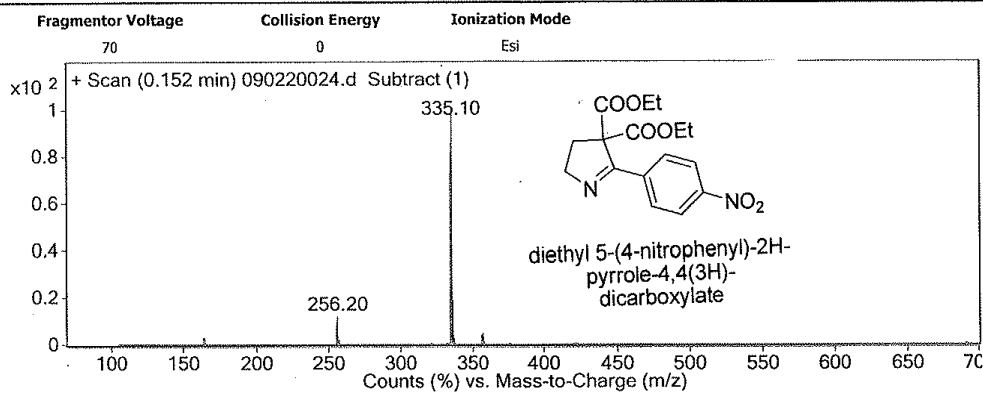 Fragmentor Voltage Collision Energy Ionization Mode
70 0 Esi
x10 2 + Scan (0.152 min) 090220024.d Subtract (1)
1
335.10
0.8
0.6
0.4
0.2
256.20
0
COOEt
COOEt
N
NO2
diethyl 5-(4-nitrophenyl)-2H-
pyrrole-4,4(3H)-
dicarboxylate
100 150 200 250 300 350 400 450 500 550 600 650 70
Counts (%) vs. Mass-to-Charge (m/z)